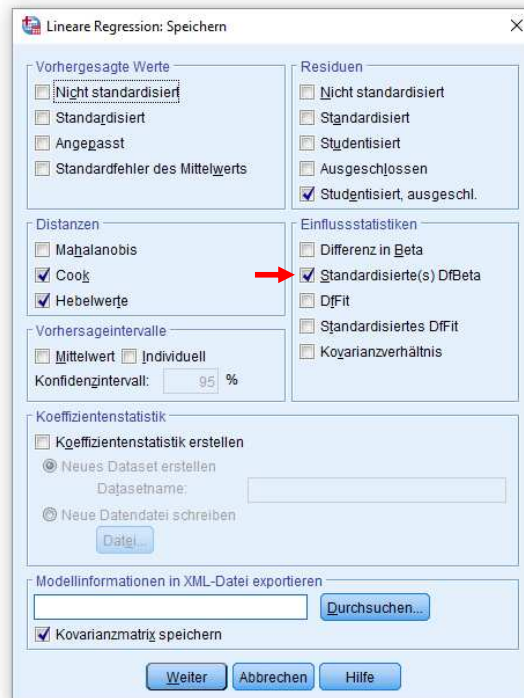 Lineare Regression: Speichern
Vorhergesagte Werte
Nicht standardisiert
Standardisiert
Angepasst
Standardfehler des Mittelwerts
Residuen
Nicht standardisiert
Standardisiert
Studentisiert
Ausgeschlossen
Studentisiert, ausgeschl.
Distanzen
Mahalanobis
Cook
Hebelwerte
Einflussstatistiken
Differenz in Beta
Standardisierte(s) DfBeta
DfFit
Standardisiertes DfFit
Kovarianzverhältnis
Vorhersageintervalle
Mittelwert Individuell
Konfidenzintervall: 95 %
Koeffizientenstatistik
Koeffizientenstatistik erstellen
Neues Dataset erstellen
Datasetname:
Neue Datendatei schreiben
Datei...
Modellinformationen in XML-Datei exportieren
Durchsuchen...
Kovarianzmatrix speichern
Weiter Abbrechen Hilfe